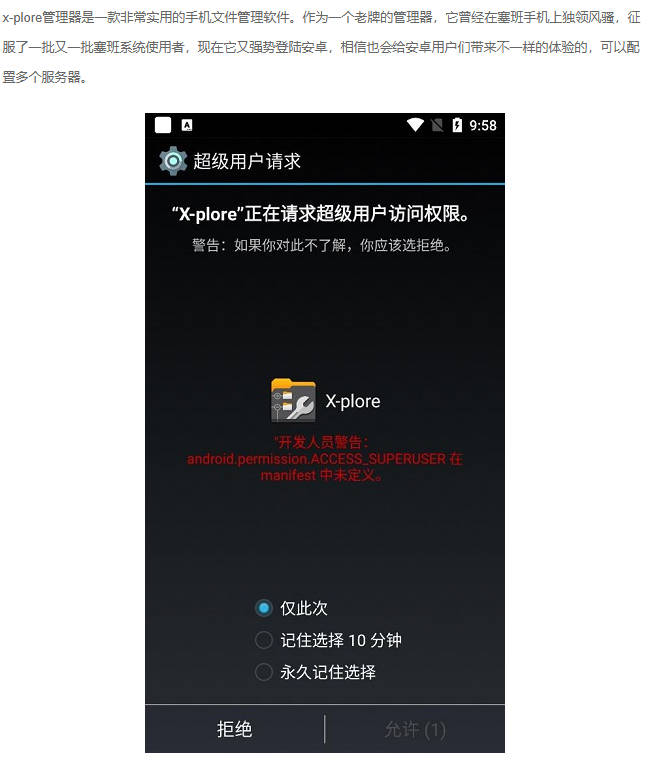 x-plore管理器是一款非常实用的手机文件管理软件。作为一个老牌的管理器，它曾经在塞班手机上独领风骚，征
服了一批又一批塞班系统使用者，现在它又强势登陆安卓，相信也会给安卓用户们带来不一样的体验的，可以配
置多个服务器。
A 9:58
超级用户请求
“X-plore”正在请求超级用户访问权限。
警告：如果你对此不了解，你应该选拒绝。
X-plore
"开发人员警告：
android.permission.ACCESS_SUPERUSER 在
manifest 中未定义。
仅此次
记住选择 10 分钟
永久记住选择
拒绝 允许 (1)